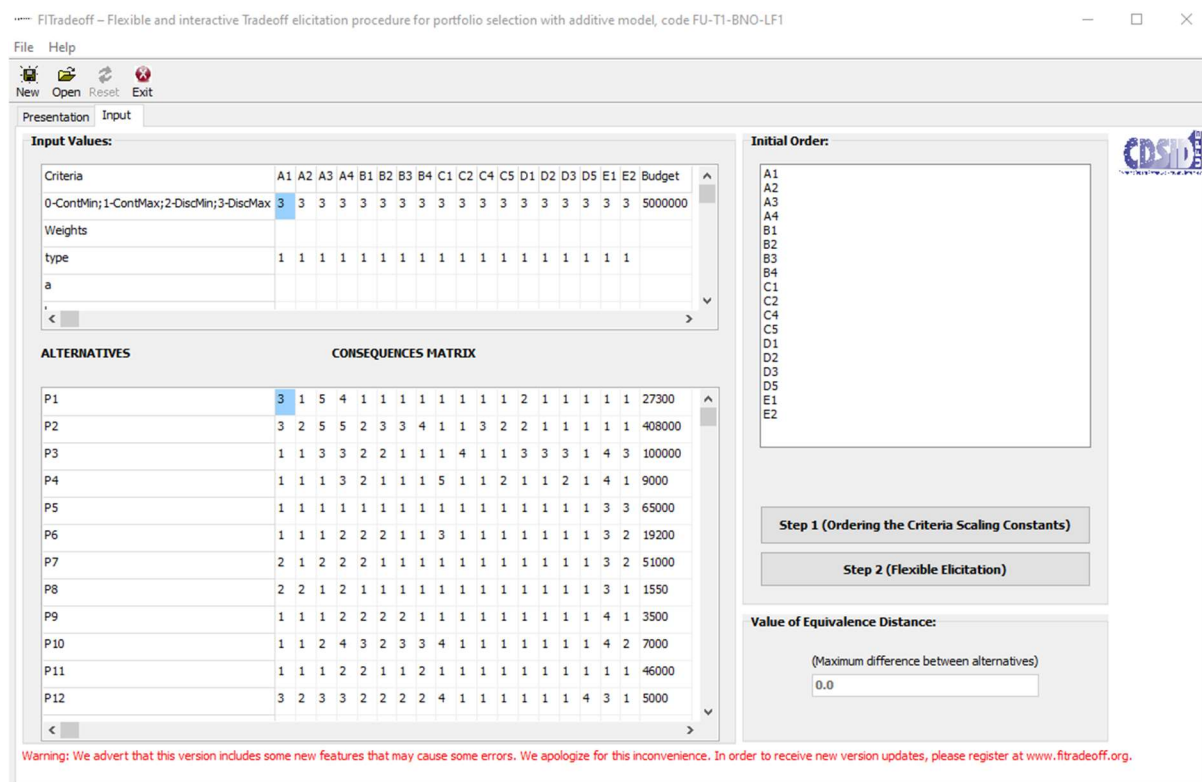 FITradeoff – Flexible and interactive Tradeoff elicitation procedure for portfolio selection with additive model, code FU-T1-BNO-LF1
File Help
New Open Reset Exit
Presentation Input
Input Values:
Criteria A1 A2 A3 A4 B1 B2 B3 B4 C1 C2 C4 C5 D1 D2 D3 D5 E1 E2 Budget
0-ContMin;1-ContMax;2-DiscMin;3-DiscMax 3 3 3 3 3 3 3 3 3 3 3 3 3 3 3 3 3 3 5000000
Weights
type 1 1 1 1 1 1 1 1 1 1 1 1 1 1 1 1 1 1
a
ALTERNATIVES CONSEQUENCES MATRIX
P1 3 1 5 4 1 1 1 1 1 1 1 1 2 1 1 1 1 1 27300
P2 3 2 5 5 2 3 3 4 1 1 3 2 2 1 1 1 1 1 408000
P3 1 1 3 3 2 2 1 1 1 4 1 1 3 3 3 1 4 3 100000
P4 1 1 1 3 2 1 1 1 5 1 1 2 1 1 2 1 4 1 9000
P5 1 1 1 1 1 1 1 1 1 1 1 1 1 1 1 1 3 3 65000
P6 1 1 1 2 2 2 1 1 3 1 1 1 1 1 1 1 3 2 19200
P7 2 1 2 2 2 1 1 1 1 1 1 1 1 1 1 1 3 2 51000
P8 2 2 1 2 1 1 1 1 1 1 1 1 1 1 1 1 3 1 1550
P9 1 1 1 2 2 2 2 1 1 1 1 1 1 1 1 1 4 1 3500
P10 1 1 2 4 3 2 3 3 4 1 1 1 1 1 1 1 4 2 7000
P11 1 1 1 2 2 1 1 2 1 1 1 1 1 1 1 1 1 1 46000
P12 3 2 3 3 2 2 2 2 4 1 1 1 1 1 1 4 3 1 5000
Initial Order:
A1
A2
A3
A4
B1
B2
B3
B4
C1
C2
C4
C5
D1
D2
D3
D5
E1
E2
Step 1 (Ordering the Criteria Scaling Constants)
Step 2 (Flexible Elicitation)
Value of Equivalence Distance:
(Maximum difference between alternatives)
0.0
CDSID UFPE
Warning: We advert that this version includes some new features that may cause some errors. We apologize for this inconvenience. In order to receive new version updates, please register at www.fitradeoff.org.